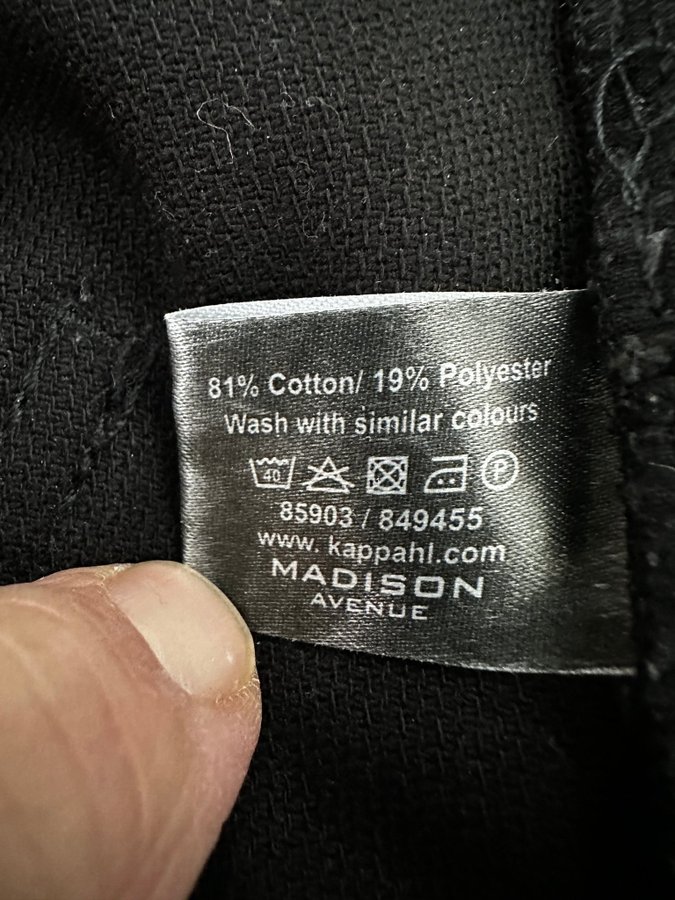 81% Cotton/ 19% Polyester
Wash with similar colours
40 P
85903 / 849455
www. kappahl.com
MADISON
AVENUE